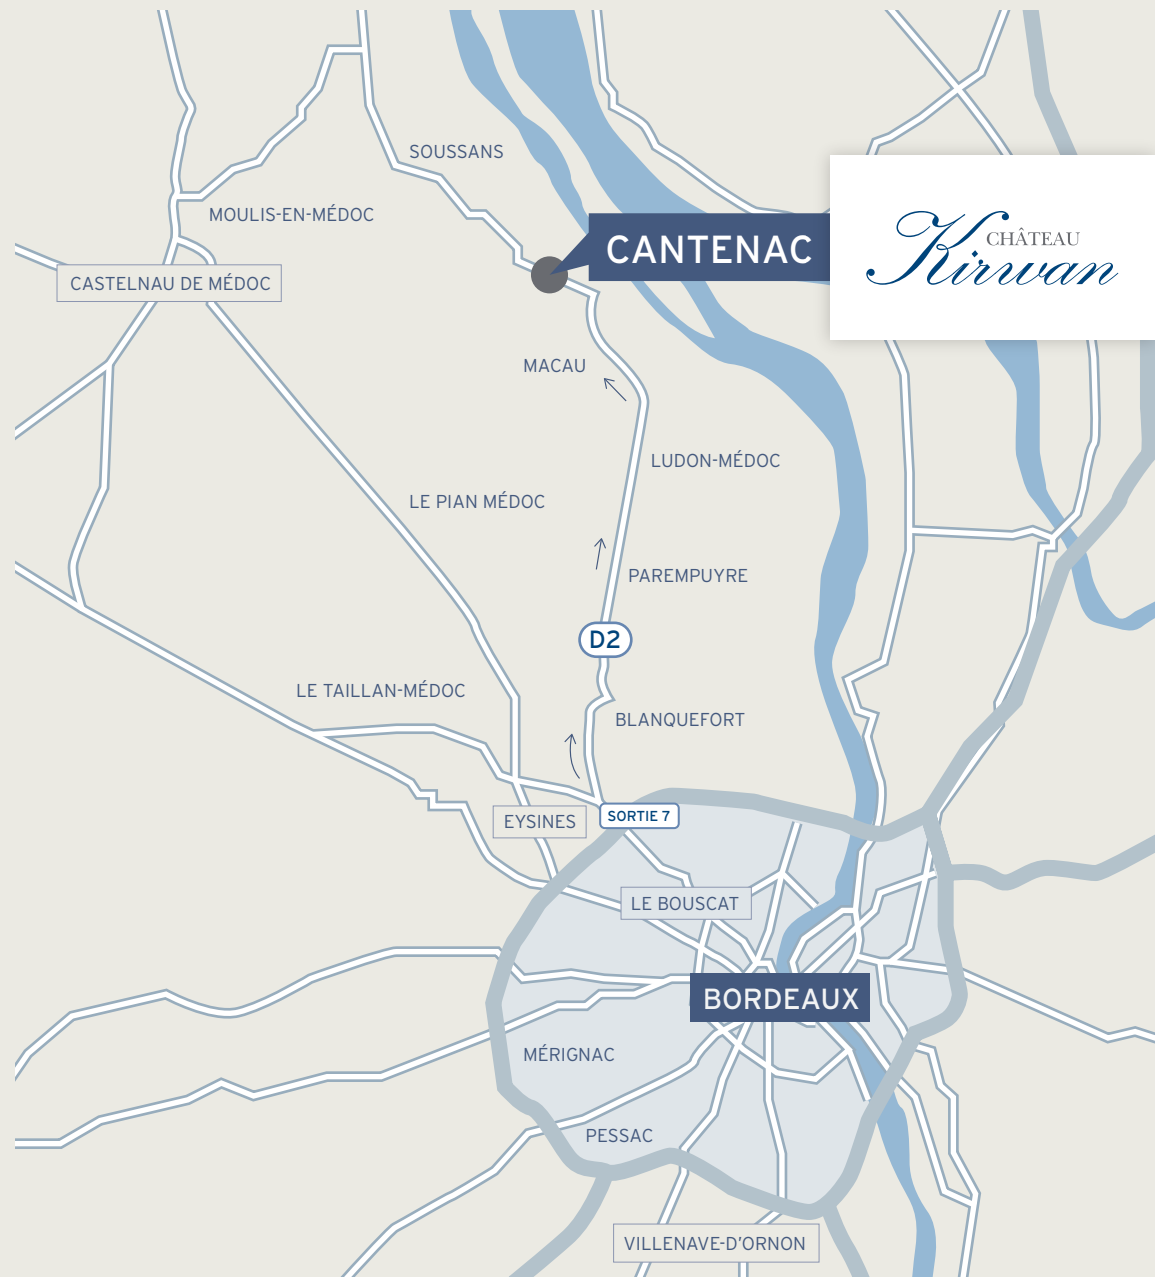 SOUSSANS
MOULIS-EN-MÉDOC
CANTENAC
CHÂTEAU
Kirwan
CASTELNAU DE MÉDOC
MACAU
LUDON-MÉDOC
LE PIAN MÉDOC
PAREMPUYRE
D2
LE TAILLAN-MÉDOC
BLANQUEFORT
EYSINES
SORTIE 7
LE BOUSCAT
BORDEAUX
MÉRIGNAC
PESSAC
VILLENAVE-D'ORNON